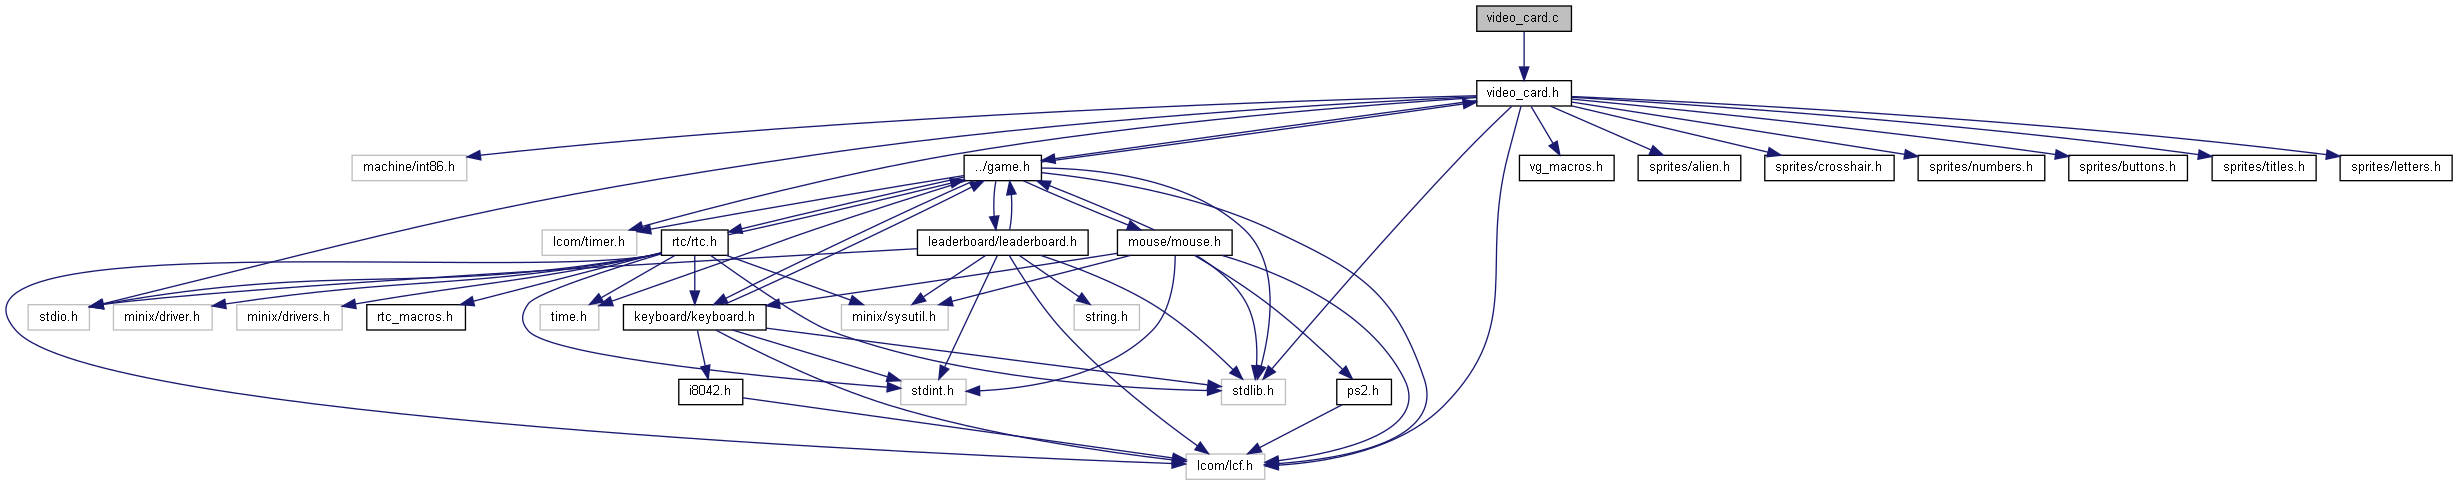 video_card.c
video_card.h
machine/int86.h
../game.h
vg_macros.h
sprites/alien.h
sprites/crosshair.h
sprites/numbers.h
sprites/buttons.h
sprites/titles.h
sprites/letters.h
lcom/timer.h
rtc/rtc.h
leaderboard/leaderboard.h
mouse/mouse.h
stdio.h
minix/driver.h
minix/drivers.h
rtc_macros.h
time.h
keyboard/keyboard.h
minix/sysutil.h
string.h
i8042.h
stdint.h
stdlib.h
ps2.h
lcom/lcf.h